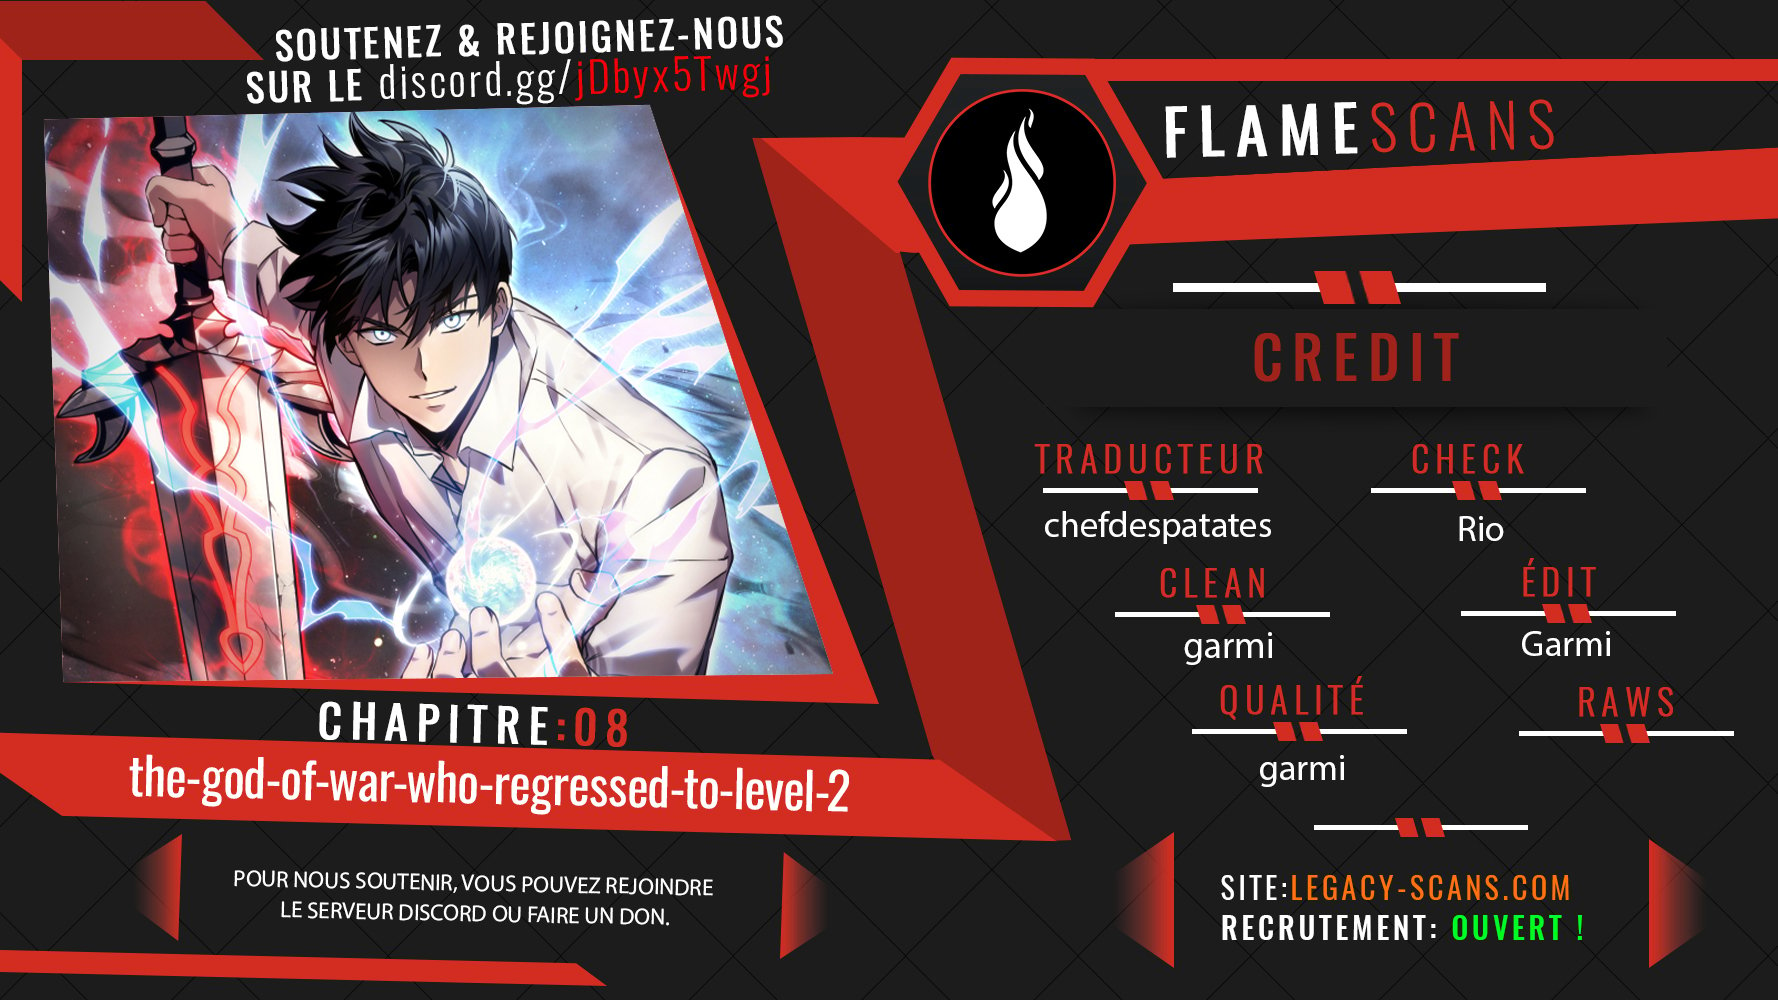 SOUTENEZ & REJOIGNEZ-NOUS
SUR LE discord.gg/jDbyx5Twgj
FLAMESCANS
CREDIT
TRADUCTEUR
chefdespatates
CHECK
Rio
CLEAN
garmi
ÉDIT
Garmi
QUALITÉ
garmi
RAWS
CHAPITRE:08
the-god-of-war-who-regressed-to-level-2
POUR NOUS SOUTENIR, VOUS POUVEZ REJOINDRE
LE SERVEUR DISCORD OU FAIRE UN DON.
SITE:LEGACY-SCANS.COM
RECRUTEMENT: OUVERT !